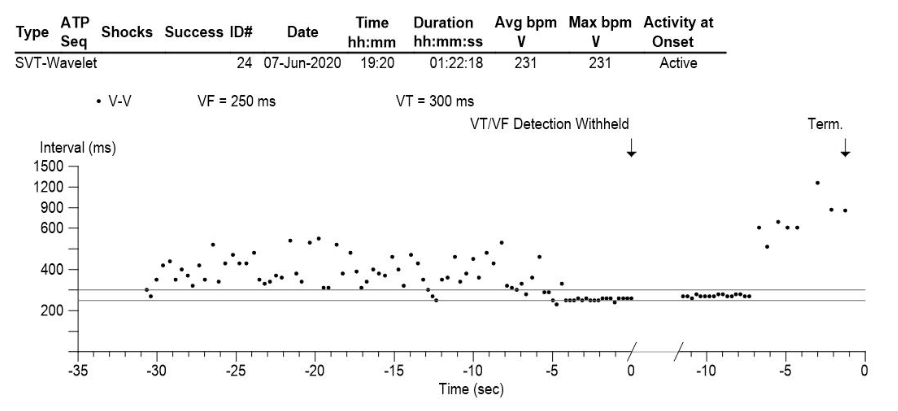 Type ATP Seq Shocks Success ID# Date Time hh:mm Duration hh:mm:ss Avg bpm V Max bpm V Activity at Onset
SVT-Wavelet 24 07-Jun-2020 19:20 01:22:18 231 231 Active
• V-V VF = 250 ms VT = 300 ms
VT/VF Detection Withheld Term.
Interval (ms)
1500
1200
900
600
400
200
-35 -30 -25 -20 -15 -10 -5 0 -10 -5 0
Time (sec)